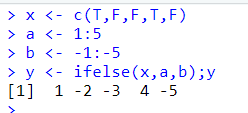 > x <- c(T,F,F,T,F)
> a <- 1:5
> b <- -1:-5
> y <- ifelse(x,a,b);y
[1]  1 -2 -3  4 -5
>